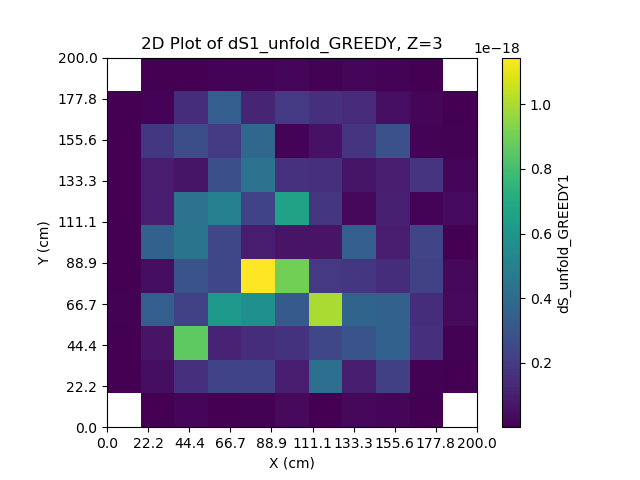 2D Plot of dS1_unfold_GREEDY, Z=3
1e−18
200.0
177.8
155.6
133.3
111.1
88.9
66.7
44.4
22.2
0.0
Y (cm)
0.0 22.2 44.4 66.7 88.9 111.1 133.3 155.6 177.8 200.0
X (cm)
1.0
0.8
0.6
0.4
0.2
dS_unfold_GREEDY1